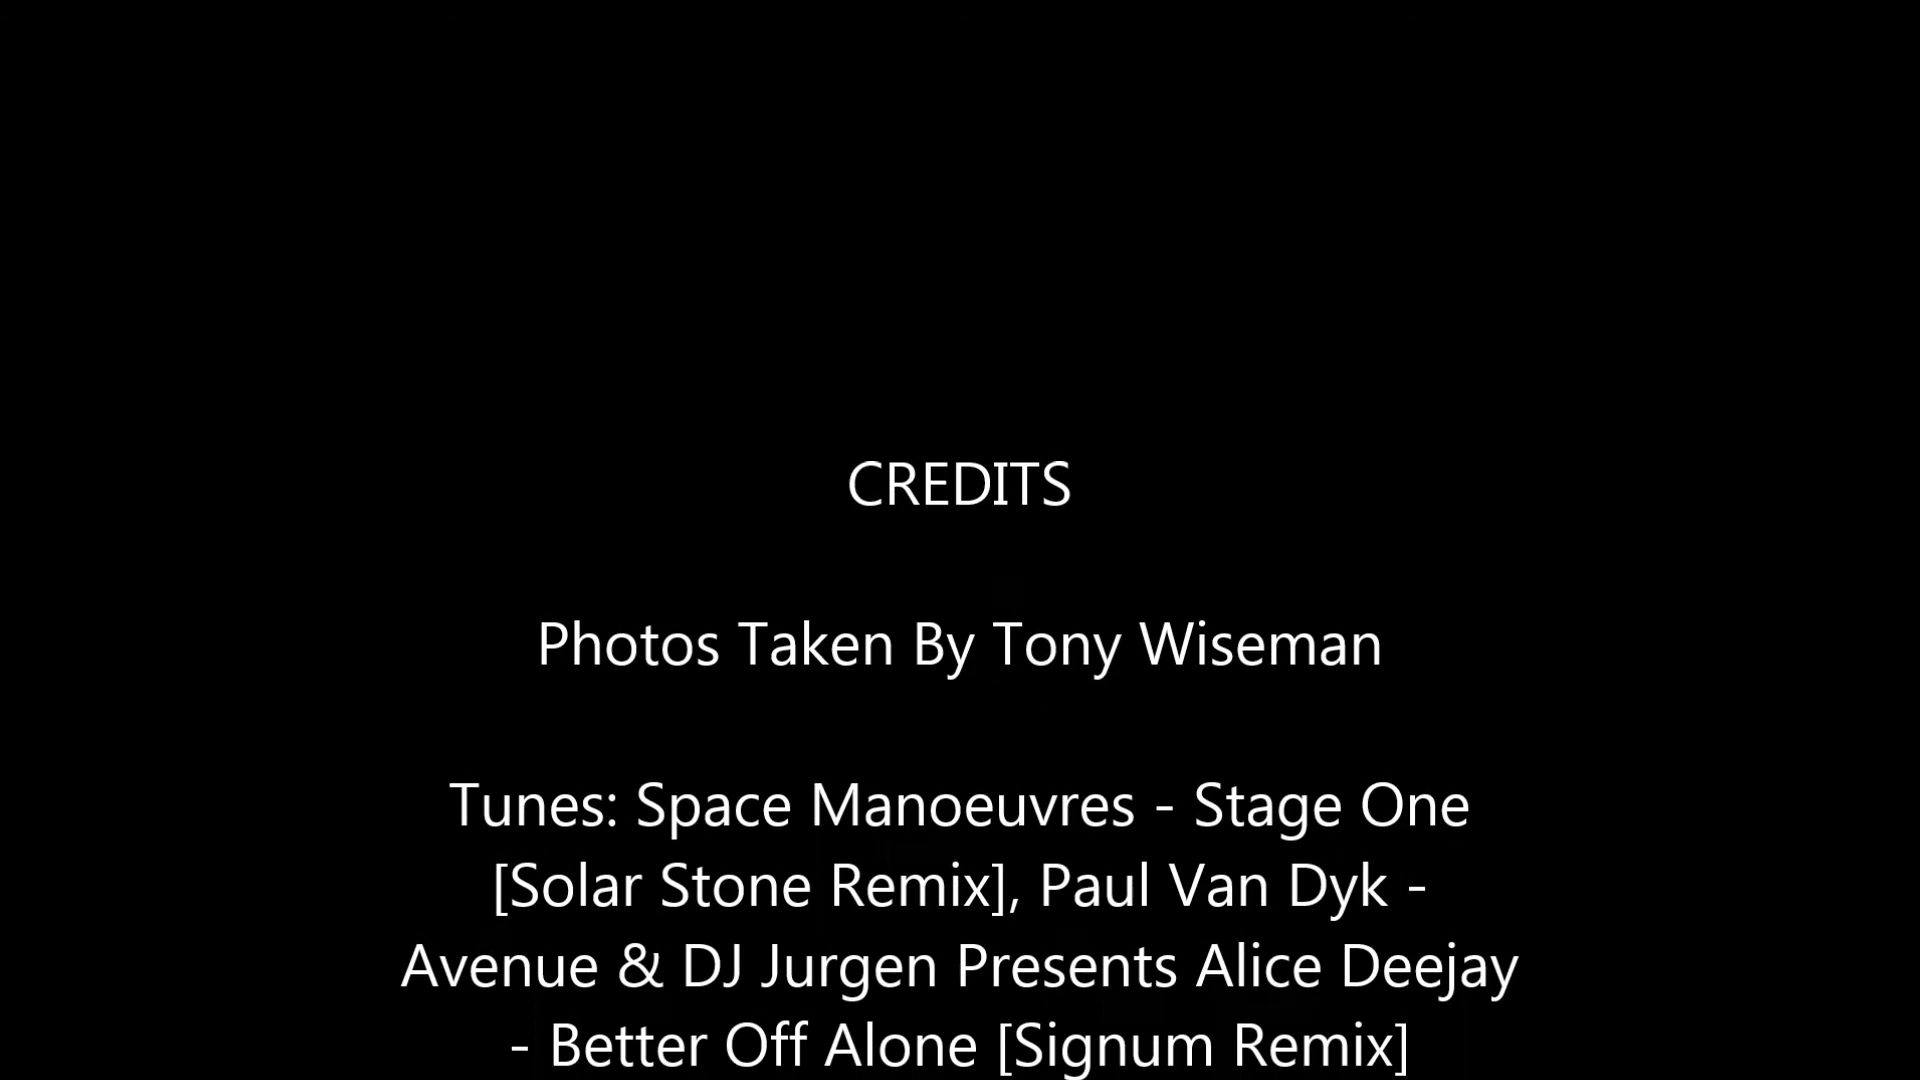 CREDITS
Photos Taken By Tony Wiseman
Tunes: Space Manoeuvres - Stage One
[Solar Stone Remix], Paul Van Dyk -
Avenue & DJ Jurgen Presents Alice Deejay
- Better Off Alone [Signum Remix]